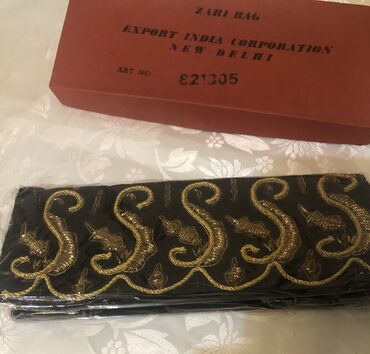 ZARI BAG
EXPORT INDIA CORPORATION
NEW DELHI
ART NO. 821305